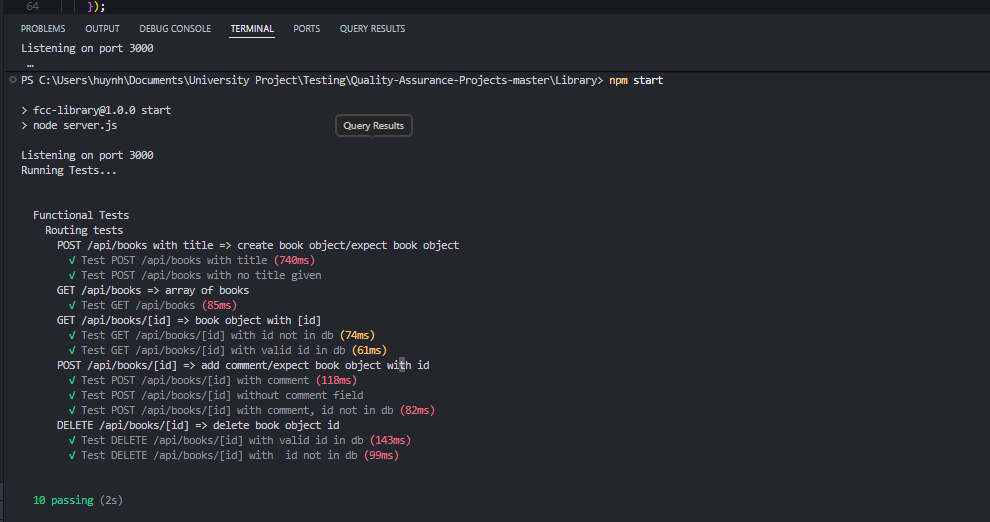 64 });
PROBLEMS OUTPUT DEBUG CONSOLE TERMINAL PORTS QUERY RESULTS
Listening on port 3000
…
PS C:\Users\huynh\Documents\University Project\Testing\Quality-Assurance-Projects-master\Library> npm start
> fcc-library@1.0.0 start
> node server.js
Query Results
Listening on port 3000
Running Tests...
Functional Tests
Routing tests
POST /api/books with title => create book object/expect book object
√ Test POST /api/books with title (740ms)
√ Test POST /api/books with no title given
GET /api/books => array of books
√ Test GET /api/books (85ms)
GET /api/books/[id] => book object with [id]
√ Test GET /api/books/[id] with id not in db (74ms)
√ Test GET /api/books/[id] with valid id in db (61ms)
POST /api/books/[id] => add comment/expect book object with id
√ Test POST /api/books/[id] with comment (118ms)
√ Test POST /api/books/[id] without comment field
√ Test POST /api/books/[id] with comment, id not in db (82ms)
DELETE /api/books/[id] => delete book object id
√ Test DELETE /api/books/[id] with valid id in db (143ms)
√ Test DELETE /api/books/[id] with  id not in db (99ms)
10 passing (2s)